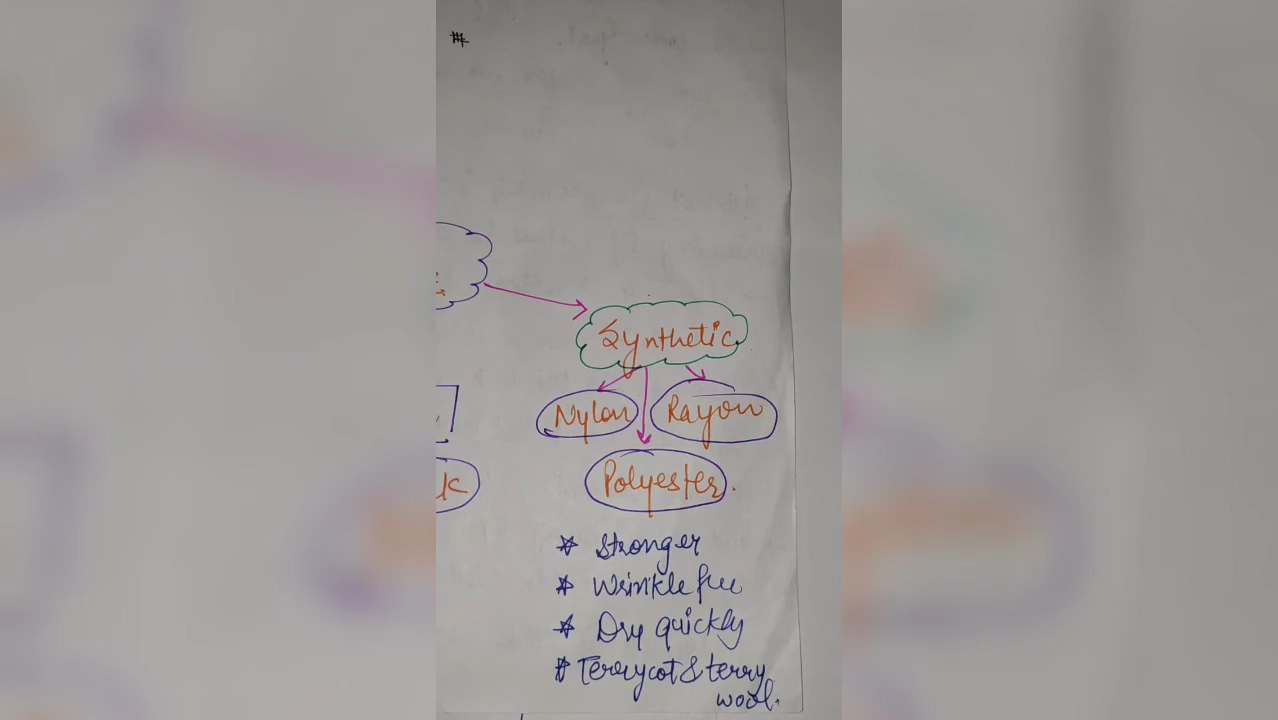 #
Synthetic
Nylon
Rayon
Polyester.
* Stronger
* Wrinkle free
* Dry quickly
* Terrycot & terry
wool.